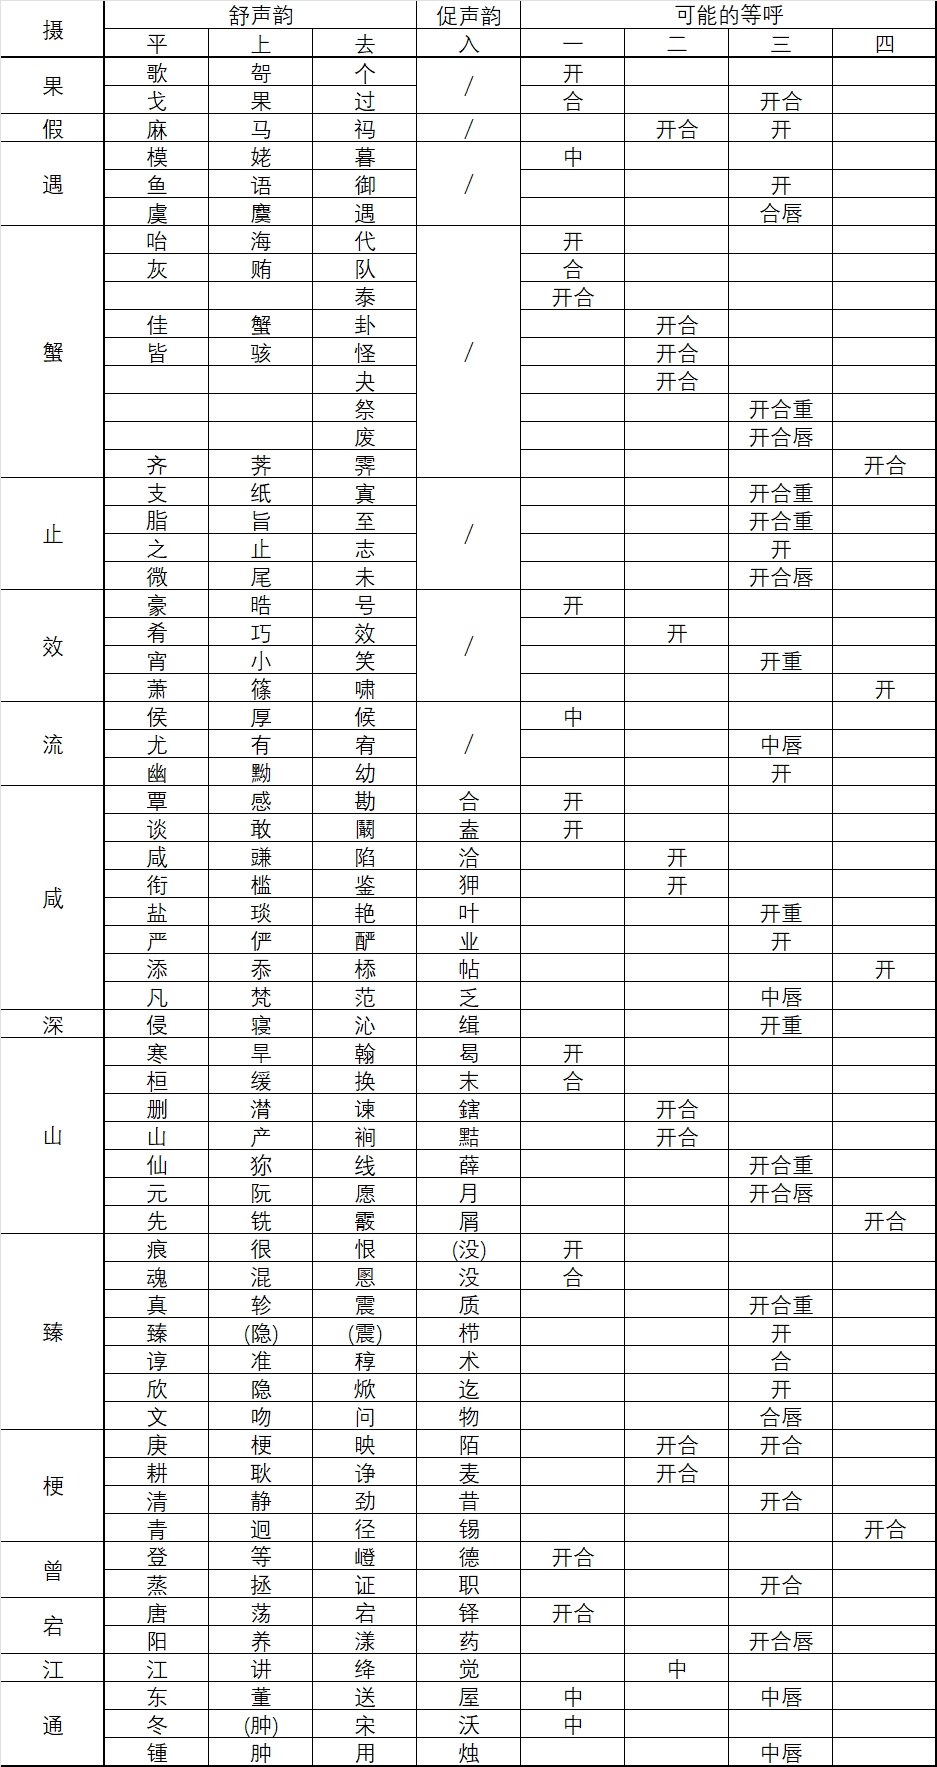 摄 舒声韵 促声韵 可能的等呼
平 上 去 入 一 二 三 四
果 歌 哿 个 / 开
戈 果 过 合 开合
假 麻 马 祃 / 开合 开
遇 模 姥 暮 / 中
鱼 语 御 开
虞 麌 遇 合唇
蟹 咍 海 代 / 开
灰 贿 队 合
泰 开合
佳 蟹 卦 开合
皆 骇 怪 开合
夬 开合
祭 开合重
废 开合唇
齐 荠 霁 开合
止 支 纸 寘 / 开合重
脂 旨 至 开合重
之 止 志 开
微 尾 未 开合唇
效 豪 晧 号 / 开
肴 巧 效 开
宵 小 笑 开重
萧 篠 啸 开
流 侯 厚 候 / 中
尤 有 宥 中唇
幽 黝 幼 开
咸 覃 感 勘 合 开
谈 敢 阚 盍 开
咸 豏 陷 洽 开
衔 槛 鉴 狎 开
盐 琰 艳 叶 开重
严 俨 酽 业 开
添 忝 㮇 帖 开
凡 梵 范 乏 中唇
深 侵 寝 沁 缉 开重
山 寒 旱 翰 曷 开
桓 缓 换 末 合
删 潸 谏 鎋 开合
山 产 裥 黠 开合
仙 狝 线 薛 开合重
元 阮 愿 月 开合唇
先 铣 霰 屑 开合
臻 痕 很 恨 (没) 开
魂 混 慁 没 合
真 轸 震 质 开合重
臻 (隐) (震) 栉 开
谆 准 稕 术 合
欣 隐 焮 迄 开
文 吻 问 物 合唇
梗 庚 梗 映 陌 开合 开合
耕 耿 诤 麦 开合
清 静 劲 昔 开合
青 迥 径 锡 开合
曾 登 等 嶝 德 开合
蒸 拯 证 职 开合
宕 唐 荡 宕 铎 开合
阳 养 漾 药 开合唇
江 江 讲 绛 觉 中
通 东 董 送 屋 中 中唇
冬 (肿) 宋 沃 中
锺 肿 用 烛 中唇